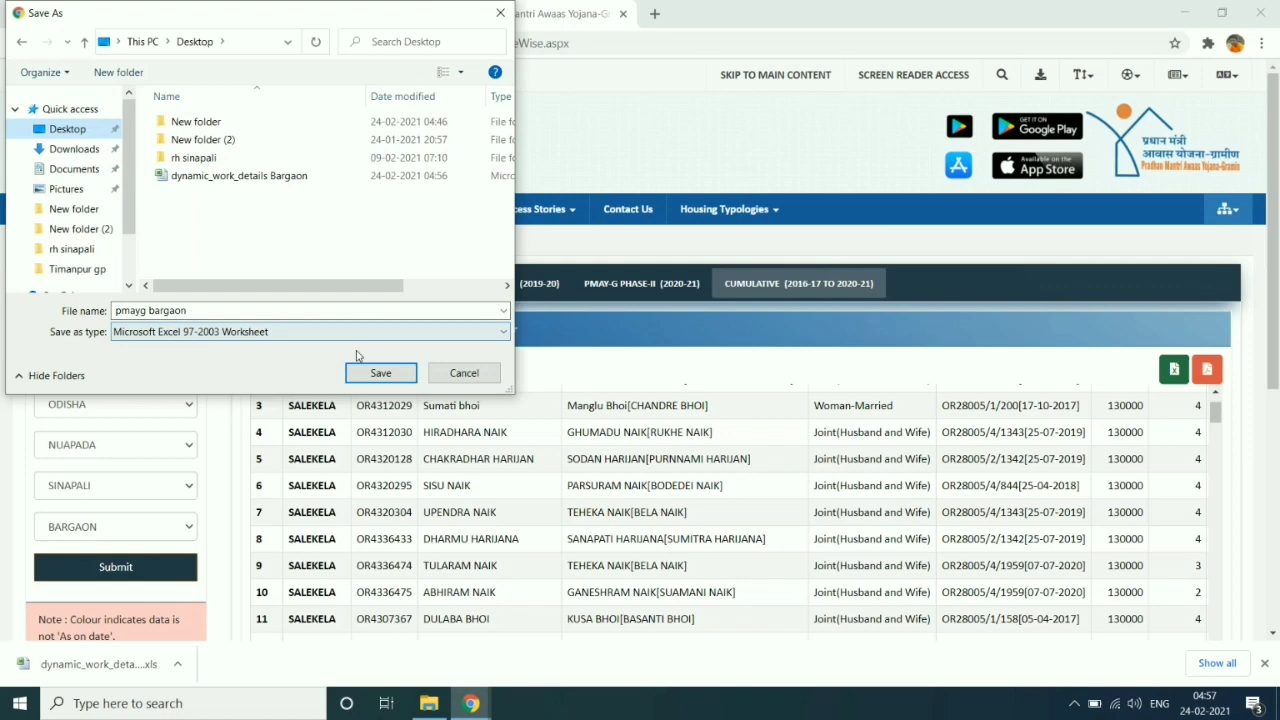 Save As
antri Awaas Yojana-G
eWise.aspx
This PC
Desktop
Search Desktop
Organize
New folder
SKIP TO MAIN CONTENT
SCREEN READER ACCESS
Name
Date modified
Type
Quick access
Desktop
Downloads
Documents
Pictures
New folder
New folder (2)
rh sinapali
Timanpur gp
New folder 24-02-2021 04:46 File fo
New folder (2) 24-01-2021 20:57 File fo
rh sinapali 09-02-2021 07:10 File fo
dynamic_work_details Bargaon 24-02-2021 04:56 Micro
GET IT ON
Google Play
Available on the
App Store
प्रधान मंत्री
आवास योजना-ग्रामीण
Pradhan Mantri Awaas Yojana-Gramin
cess Stories
Contact Us
Housing Typologies
File name: pmayg bargaon
Save as type: Microsoft Excel 97-2003 Worksheet
Hide Folders
Save
Cancel
(2019-20)
PMAY-G PHASE-II (2020-21)
CUMULATIVE (2016-17 TO 2020-21)
ODISHA
NUAPADA
SINAPALI
BARGAON
Submit
Note : Colour indicates data is
not 'As on date'.
3 SALEKELA OR4312029 Sumati bhoi Manglu Bhoi[CHANDRE BHOI] Woman-Married OR28005/1/200[17-10-2017] 130000 4
4 SALEKELA OR4312030 HIRADHARA NAIK GHUMADU NAIK[RUKHE NAIK] Joint(Husband and Wife) OR28005/4/1343[25-07-2019] 130000 4
5 SALEKELA OR4320128 CHAKRADHAR HARIJAN SODAN HARIJAN[PURNNAMI HARIJAN] Joint(Husband and Wife) OR28005/2/1342[25-07-2019] 130000 4
6 SALEKELA OR4320295 SISU NAIK PARSURAM NAIK[BODEDEI NAIK] Joint(Husband and Wife) OR28005/4/844[25-04-2018] 130000 4
7 SALEKELA OR4320304 UPENDRA NAIK TEHEKA NAIK[BELA NAIK] Joint(Husband and Wife) OR28005/4/1343[25-07-2019] 130000 4
8 SALEKELA OR4336433 DHARMU HARIJANA SANAPATI HARIJANA[SUMITRA HARIJANA] Joint(Husband and Wife) OR28005/2/1342[25-07-2019] 130000 4
9 SALEKELA OR4336474 TULARAM NAIK TEHEKA NAIK[BELA NAIK] Joint(Husband and Wife) OR28005/4/1959[07-07-2020] 130000 3
10 SALEKELA OR4336475 ABHIRAM NAIK GANESHRAM NAIK[SUAMANI NAIK] Joint(Husband and Wife) OR28005/4/1959[07-07-2020] 130000 2
11 SALEKELA OR4307367 DULABA BHOI KUSA BHOI[BASANTI BHOI] Joint(Husband and Wife) OR28005/1/158[05-04-2017] 130000 4
dynamic_work_deta....xls
Show all
Type here to search
ENG
04:57
24-02-2021
3